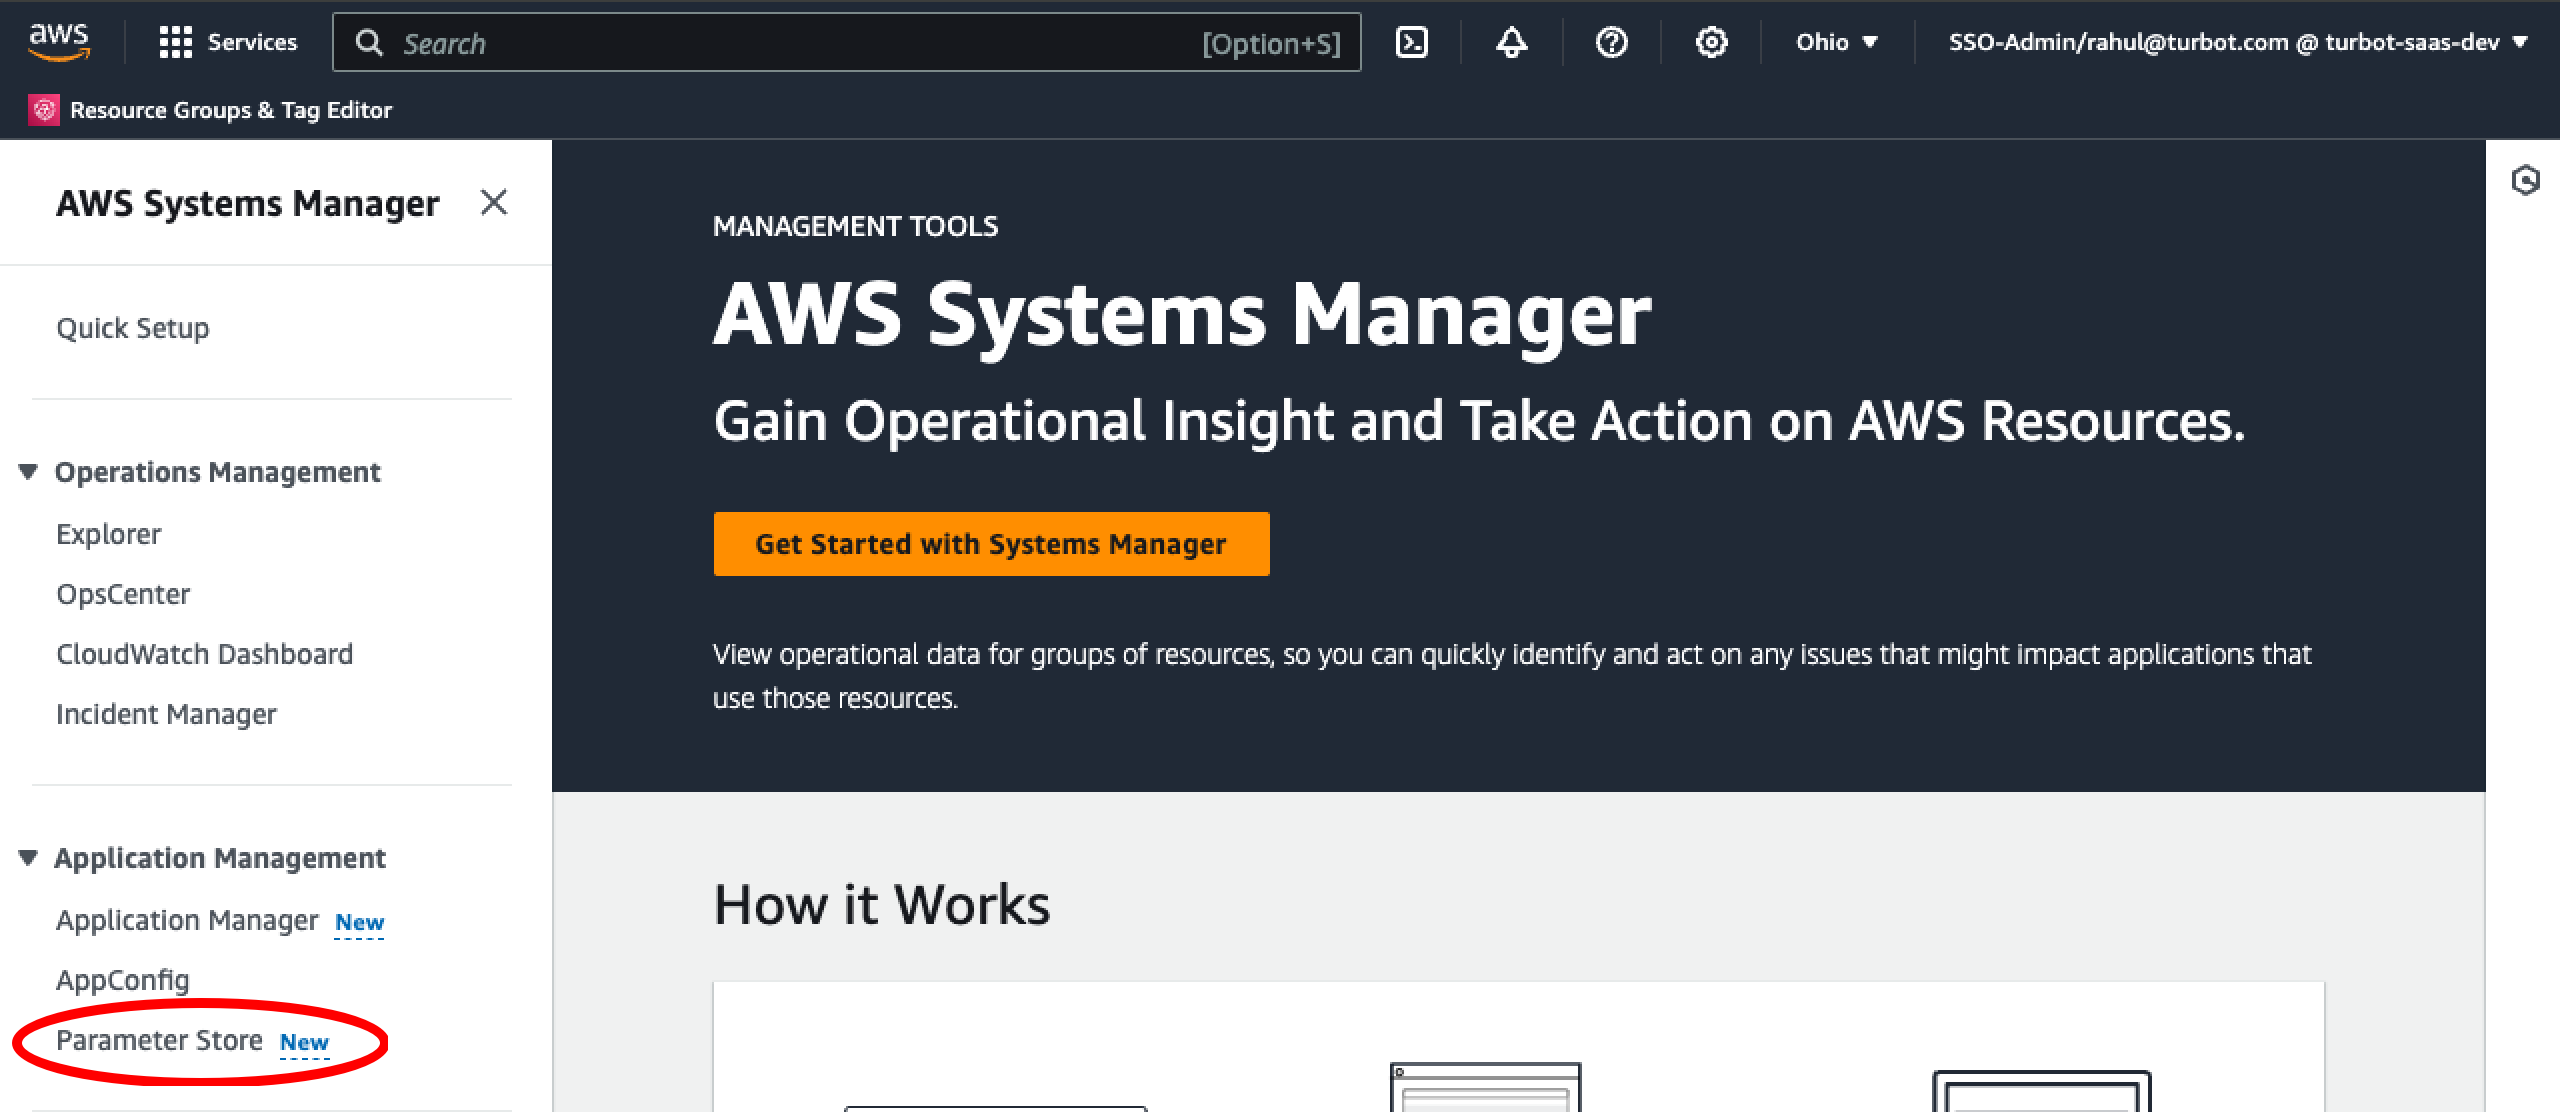 aws
Services
Search
[Option+S]
Ohio
SSO-Admin/rahul@turbot.com @ turbot-saas-dev
Resource Groups & Tag Editor
AWS Systems Manager
Quick Setup
Operations Management
Explorer
OpsCenter
CloudWatch Dashboard
Incident Manager
Application Management
Application Manager New
AppConfig
Parameter Store New
MANAGEMENT TOOLS
AWS Systems Manager
Gain Operational Insight and Take Action on AWS Resources.
Get Started with Systems Manager
View operational data for groups of resources, so you can quickly identify and act on any issues that might impact applications that
use those resources.
How it Works